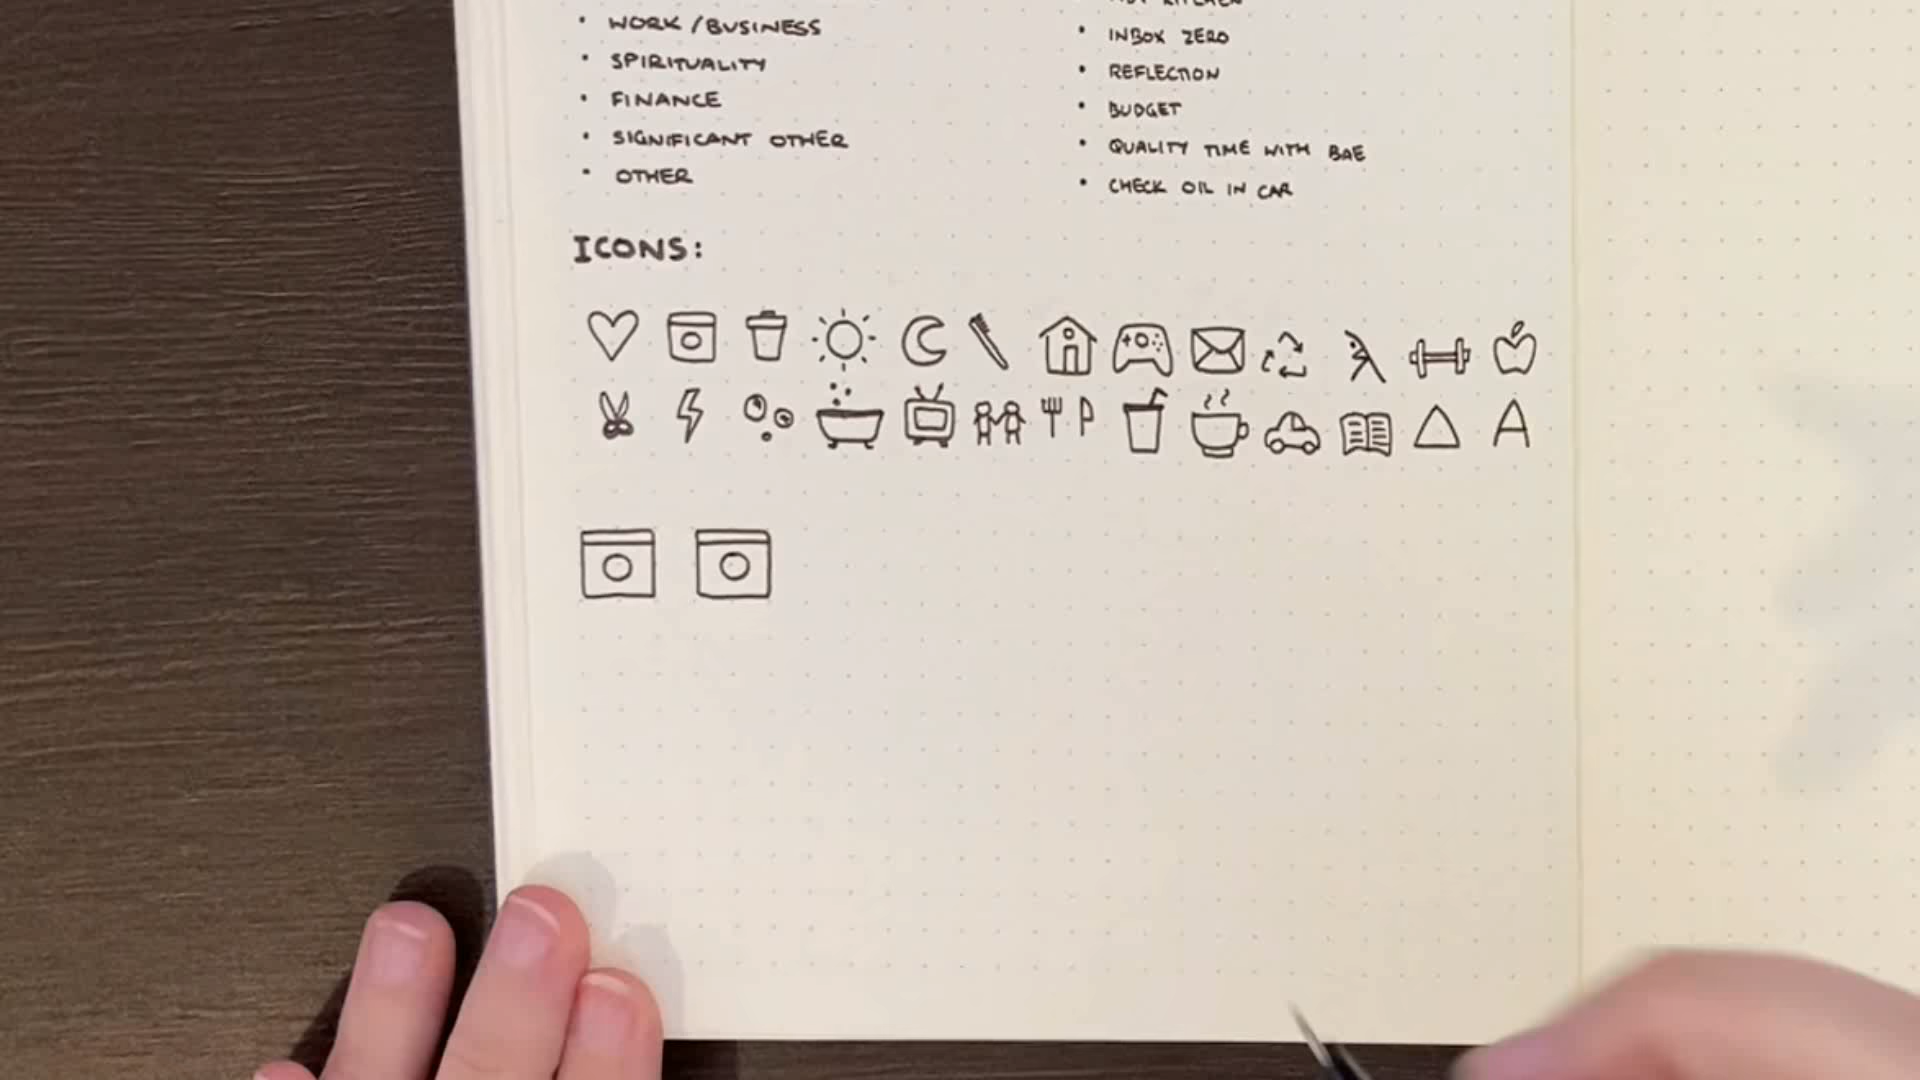 • WORK/BUSINESS
• SPIRITUALITY
• FINANCE
• SIGNIFICANT OTHER
• OTHER
• INBOX ZERO
• REFLECTION
• BUDGET
• QUALITY TIME WITH BAE
• CHECK OIL IN CAR
ICONS:
A